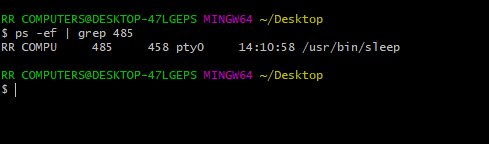 RR COMPUTERS@DESKTOP-47LGEPS MINGW64 ~/Desktop
$ ps -ef | grep 485
RR COMPU     485     458 pty0     14:10:58 /usr/bin/sleep
RR COMPUTERS@DESKTOP-47LGEPS MINGW64 ~/Desktop
$